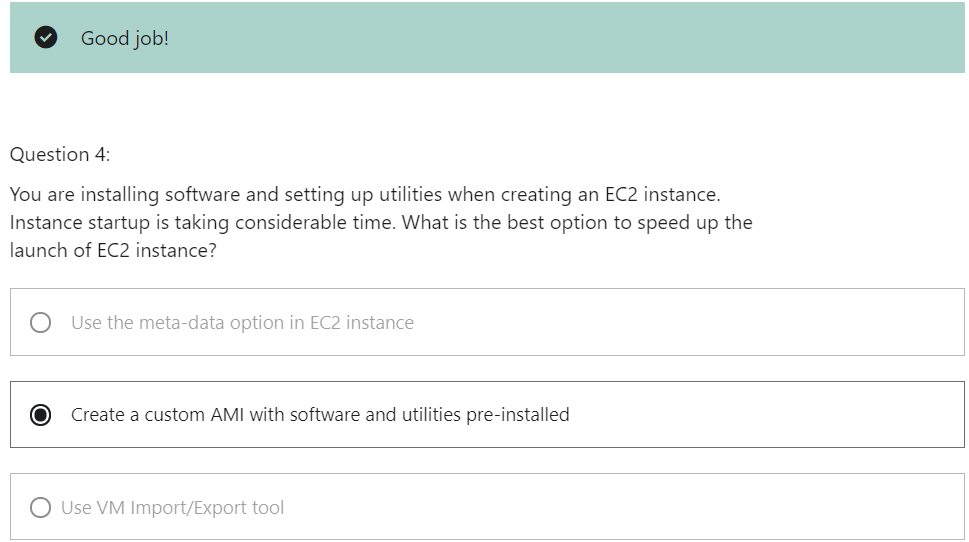 Good job!
Question 4:
You are installing software and setting up utilities when creating an EC2 instance.
Instance startup is taking considerable time. What is the best option to speed up the
launch of EC2 instance?
Use the meta-data option in EC2 instance
Create a custom AMI with software and utilities pre-installed
Use VM Import/Export tool